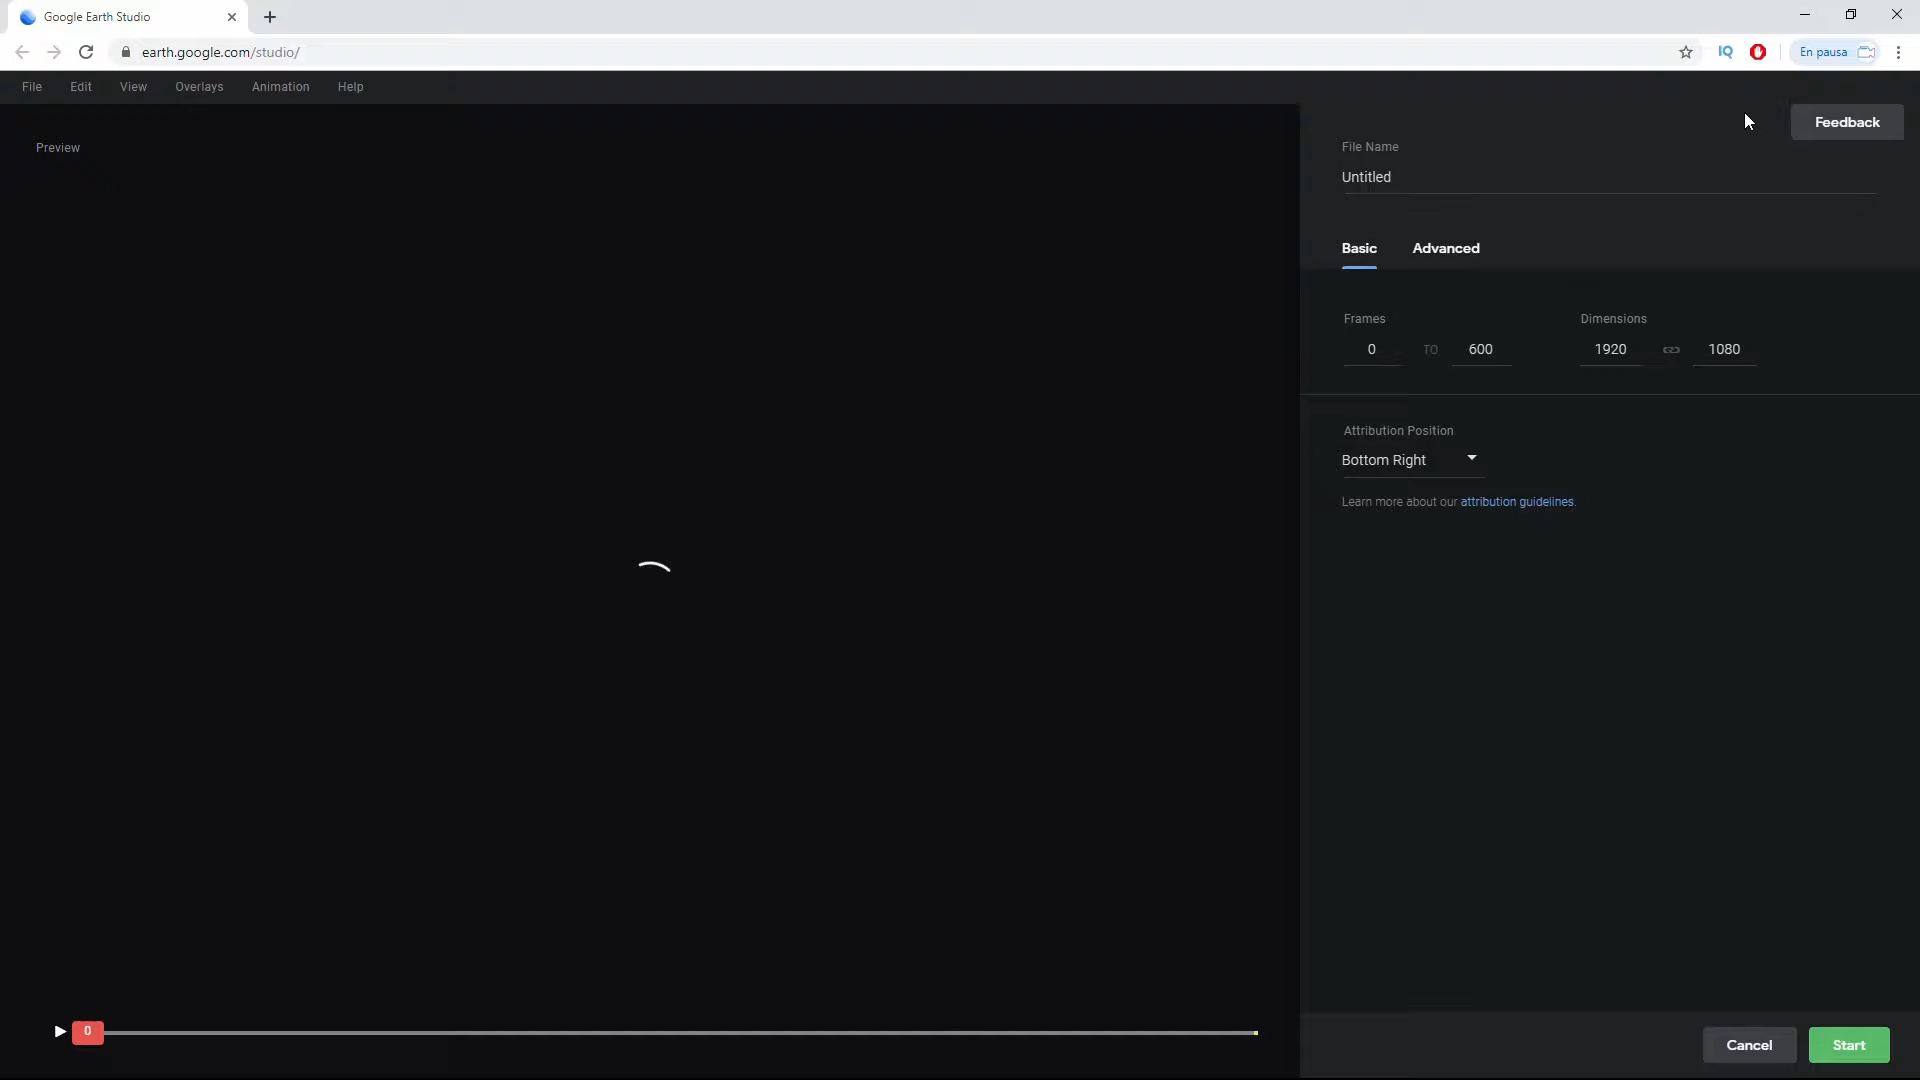 Google Earth Studio
earth.google.com/studio/
IQ
En pausa
File Edit View Overlays Animation Help
Feedback
Preview
File Name
Untitled
Basic Advanced
Frames Dimensions
0 TO 600 1920 1080
Attribution Position
Bottom Right
Learn more about our attribution guidelines.
0
Cancel Start